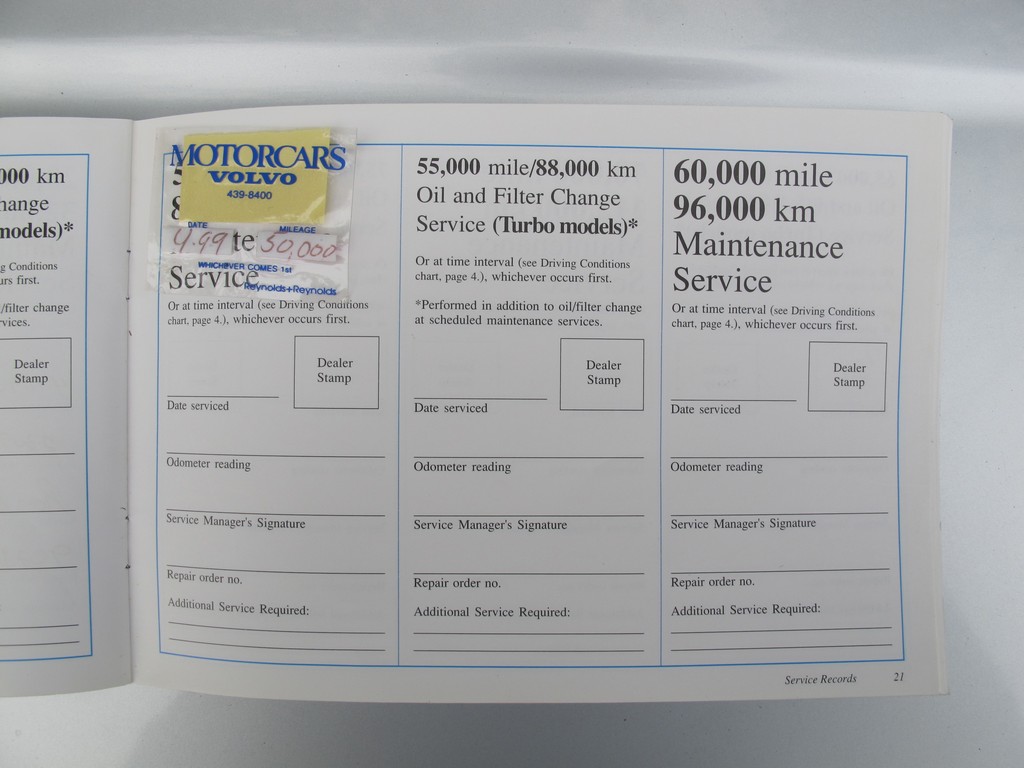 000 km
hange
models)*
g Conditions
urs first.
/filter change
vices.
Dealer
Stamp
MOTORCARS
VOLVO
439-8400
DATE MILEAGE
4.99 te 50,000
WHICHEVER COMES 1st
Service
Reynolds+Reynolds
Or at time interval (see Driving Conditions
chart, page 4.), whichever occurs first.
Dealer
Stamp
Date serviced
Odometer reading
Service Manager's Signature
Repair order no.
Additional Service Required:
55,000 mile/88,000 km
Oil and Filter Change
Service (Turbo models)*
Or at time interval (see Driving Conditions
chart, page 4.), whichever occurs first.
*Performed in addition to oil/filter change
at scheduled maintenance services.
Dealer
Stamp
Date serviced
Odometer reading
Service Manager's Signature
Repair order no.
Additional Service Required:
60,000 mile
96,000 km
Maintenance
Service
Or at time interval (see Driving Conditions
chart, page 4.), whichever occurs first.
Dealer
Stamp
Date serviced
Odometer reading
Service Manager's Signature
Repair order no.
Additional Service Required:
Service Records 21